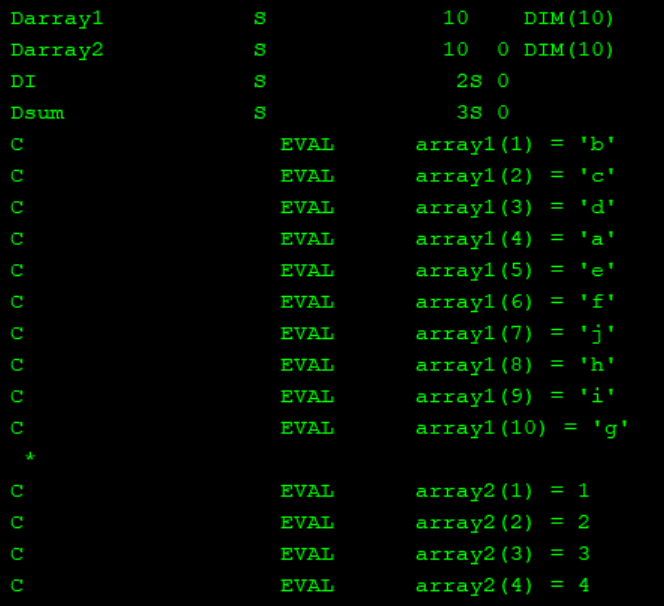 Darray1           S             10    DIM(10)
Darray2           S             10  0 DIM(10)
DI                S              2S 0
Dsum              S              3S 0
C                   EVAL      array1(1) = 'b'
C                   EVAL      array1(2) = 'c'
C                   EVAL      array1(3) = 'd'
C                   EVAL      array1(4) = 'a'
C                   EVAL      array1(5) = 'e'
C                   EVAL      array1(6) = 'f'
C                   EVAL      array1(7) = 'j'
C                   EVAL      array1(8) = 'h'
C                   EVAL      array1(9) = 'i'
C                   EVAL      array1(10) = 'g'
 *
C                   EVAL      array2(1) = 1
C                   EVAL      array2(2) = 2
C                   EVAL      array2(3) = 3
C                   EVAL      array2(4) = 4